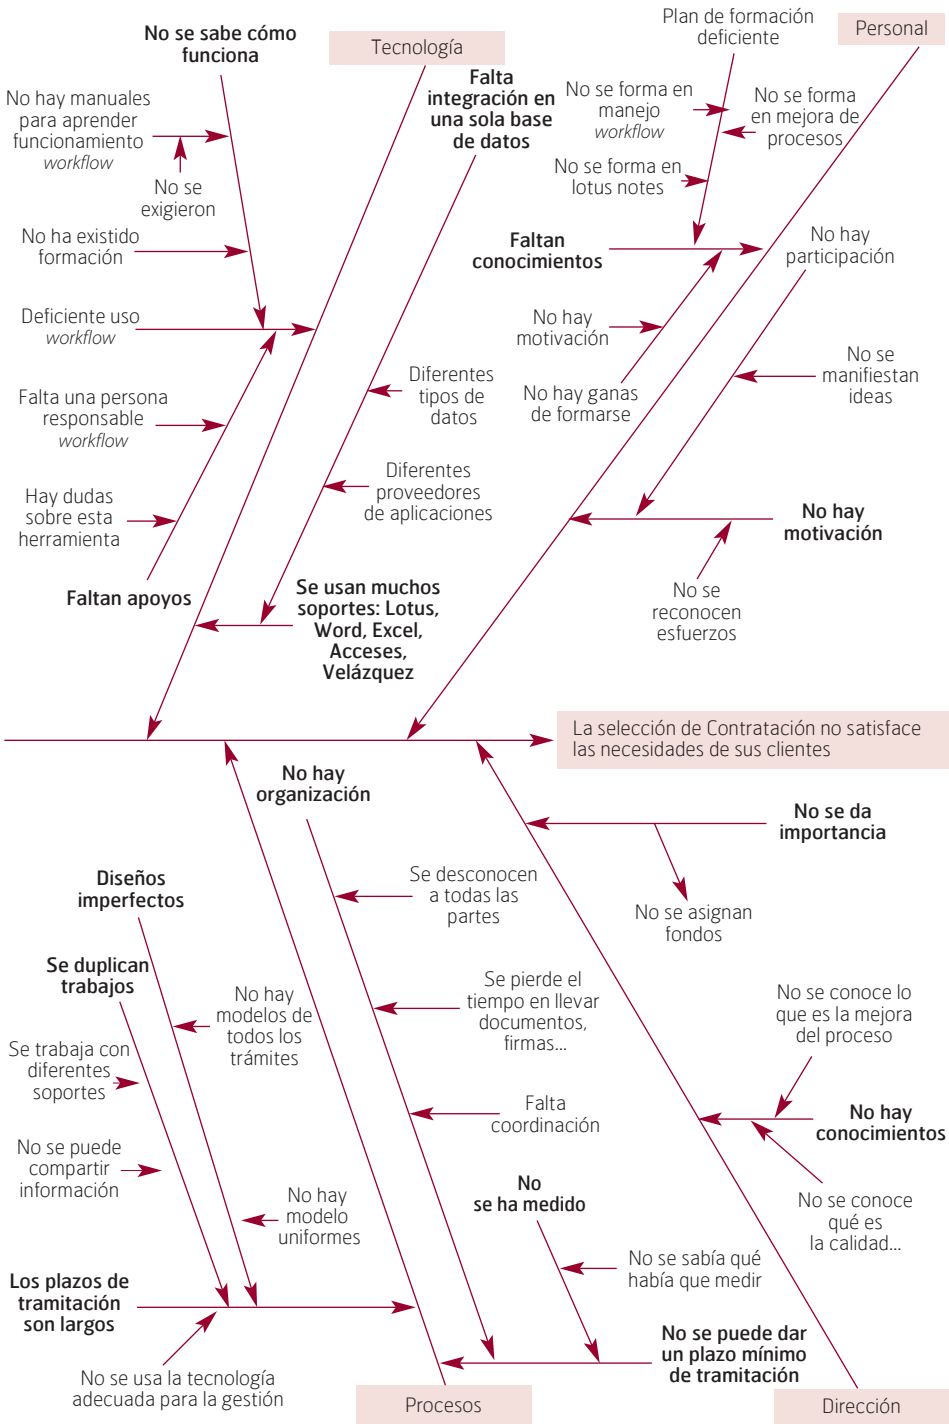 No se sabe cómo
funciona
Tecnología
No hay manuales
para aprender
funcionamiento
workflow
No se
exigieron
No ha existido
formación
Deficiente uso
workflow
Falta una persona
responsable
workflow
Hay dudas
sobre esta
herramienta
Faltan apoyos
Falta
integración en
una sola base
de datos
Diferentes
tipos de
datos
Diferentes
proveedores
de aplicaciones
Se usan muchos
soportes: Lotus,
Word, Excel,
Acceses,
Velázquez
Plan de formación
deficiente
Personal
No se forma en
manejo
workflow
No se forma
en mejora de
procesos
No se forma en
lotus notes
Faltan
conocimientos
No hay
participación
No hay
motivación
No se
manifiestan
ideas
No hay ganas
de formarse
No hay
motivación
No se
reconocen
esfuerzos
La selección de Contratación no satisface
las necesidades de sus clientes
No hay
organización
Se desconocen
a todas las
partes
Diseños
imperfectos
Se duplican
trabajos
No hay
modelos de
todos los
trámites
Se pierde el
tiempo en llevar
documentos,
firmas...
Se trabaja con
diferentes
soportes
Falta
coordinación
No se puede
compartir
información
No hay
modelo
uniformes
No
se ha medido
No se sabía qué
había que medir
Los plazos de
tramitación
son largos
No se usa la tecnología
adecuada para la gestión
No se puede dar
un plazo mínimo
de tramitación
Procesos
No se da
importancia
No se asignan
fondos
No se conoce lo
que es la mejora
del proceso
No hay
conocimientos
No se conoce
qué es
la calidad...
Dirección